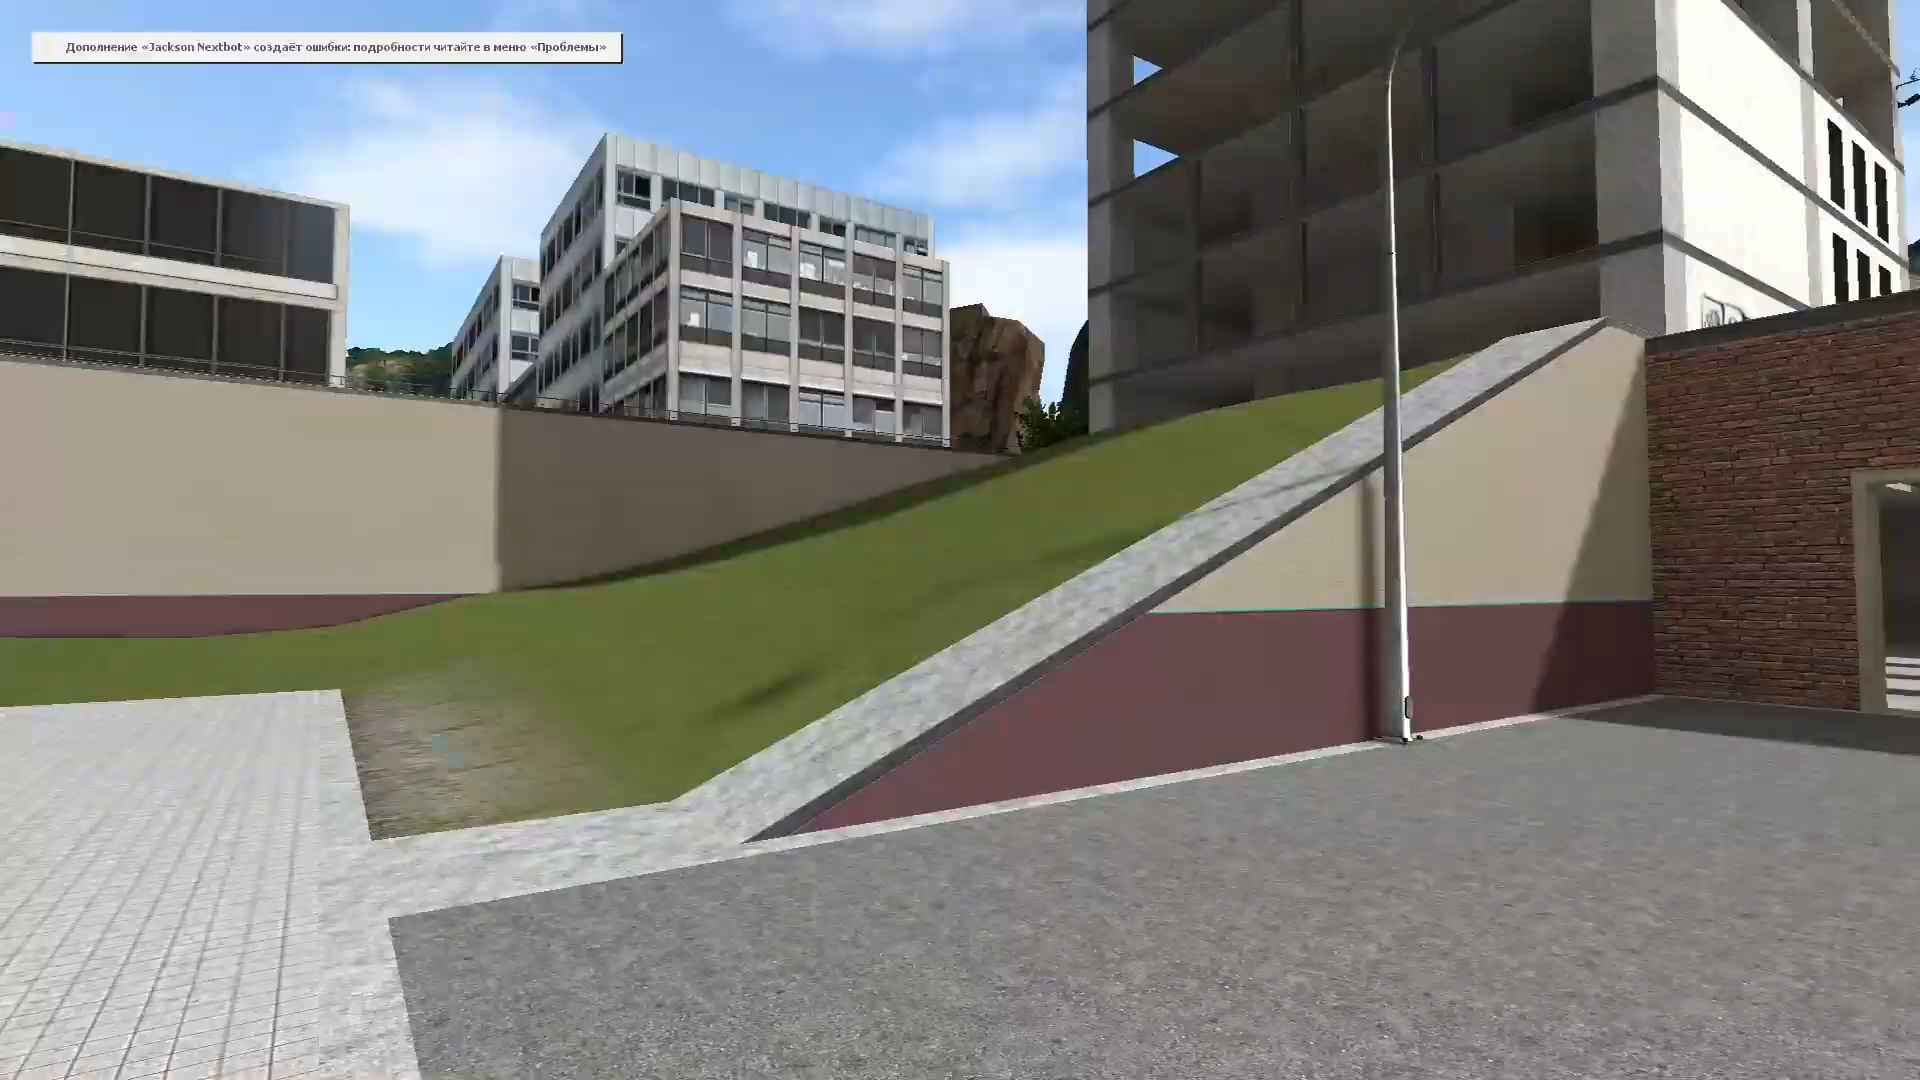 Дополнение «Jackson Nextbot» создаёт ошибки: подробности читайте в меню «Проблемы»